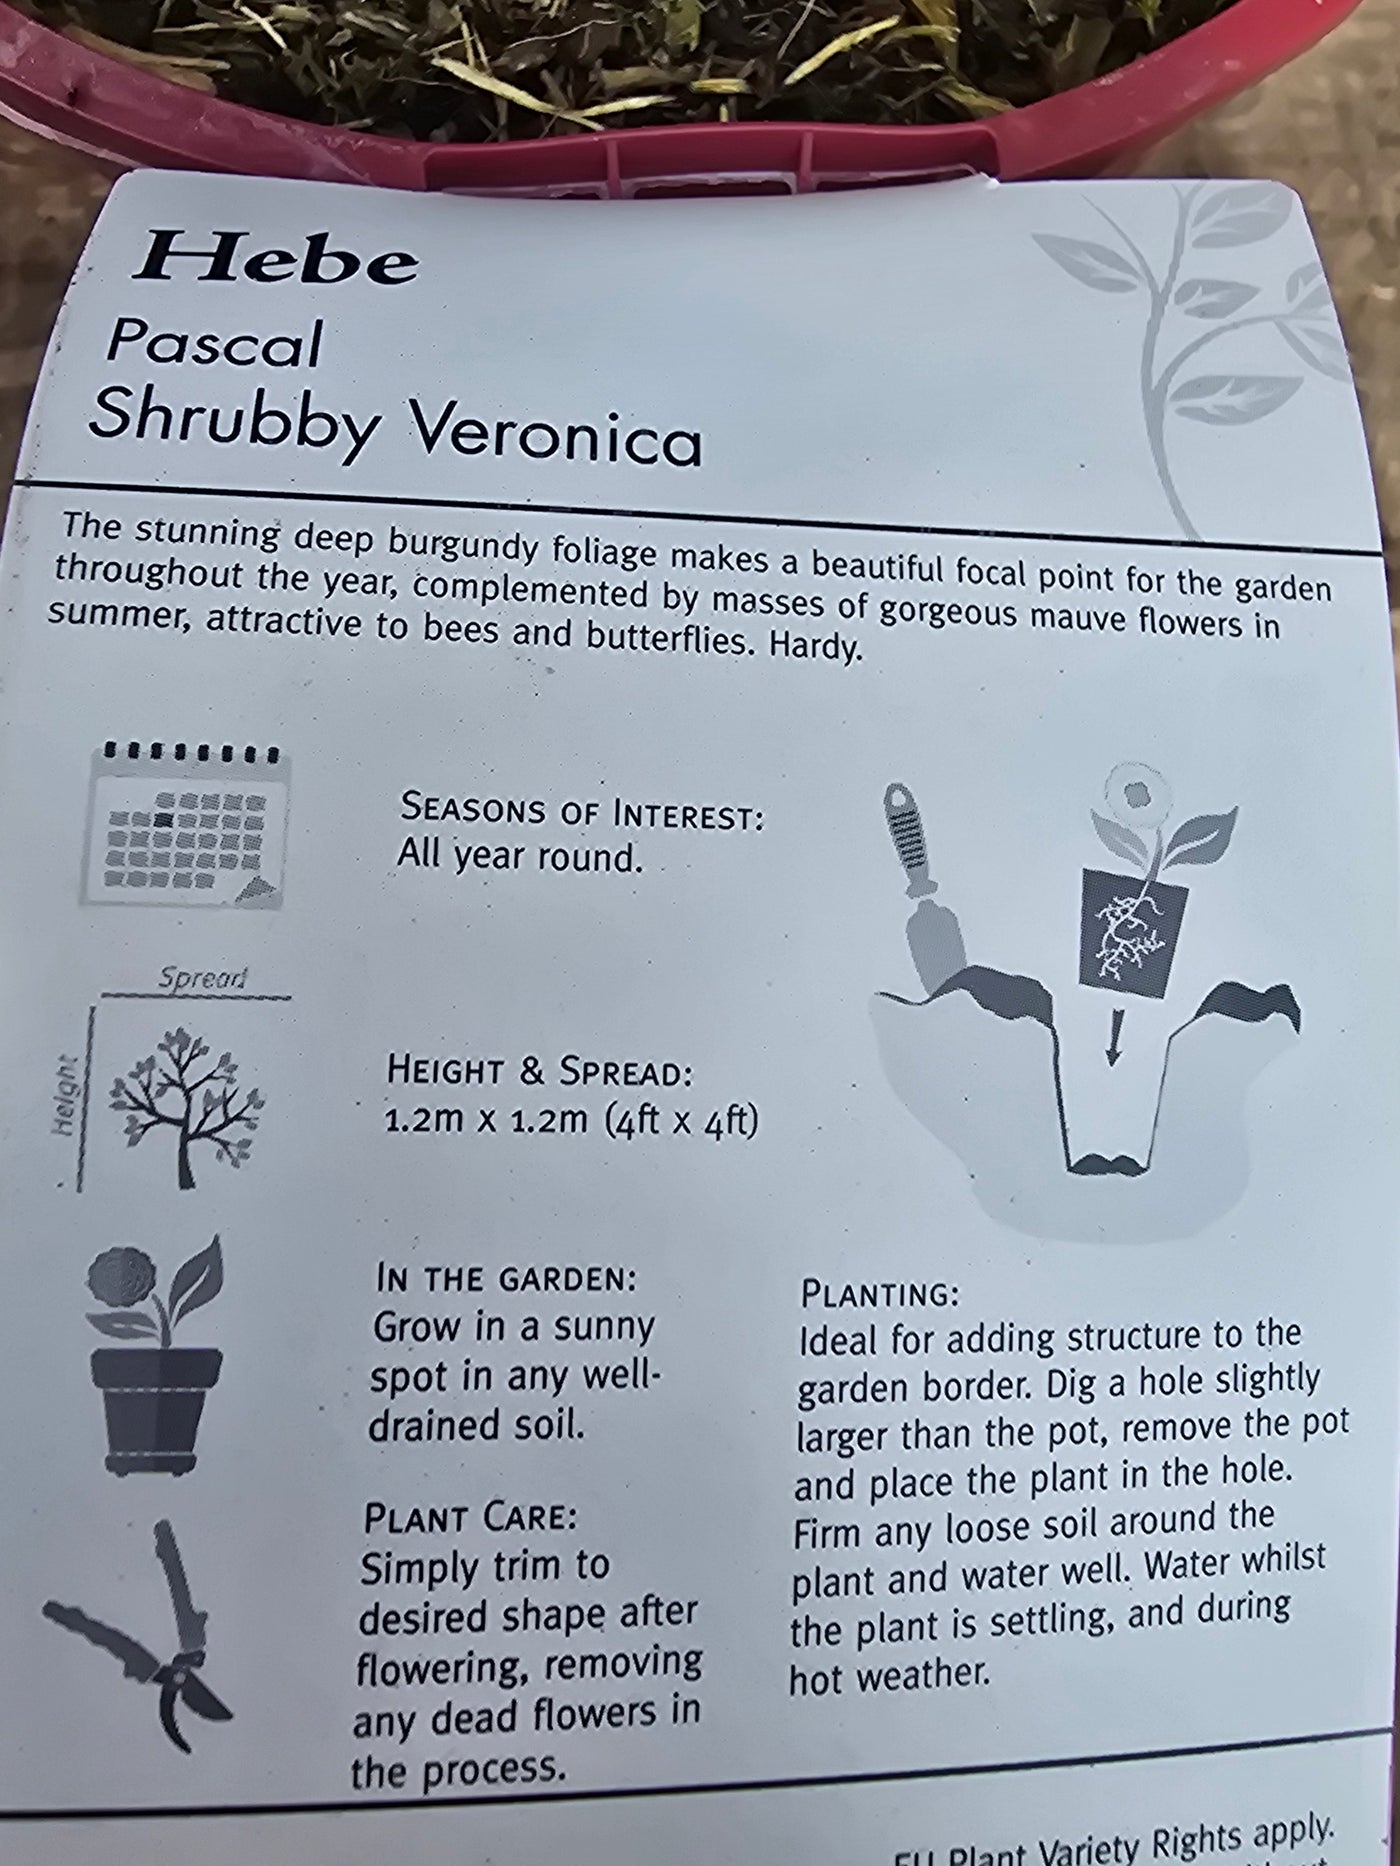 Hebe
Pascal
Shrubby Veronica
The stunning deep burgundy foliage makes a beautiful focal point for the garden
throughout the year, complemented by masses of gorgeous mauve flowers in
summer, attractive to bees and butterflies. Hardy.
SEASONS OF INTEREST:
All year round.
Spread
Height
HEIGHT & SPREAD:
1.2m x 1.2m (4ft x 4ft)
IN THE GARDEN:
Grow in a sunny
spot in any well-
drained soil.
PLANT CARE:
Simply trim to
desired shape after
flowering, removing
any dead flowers in
the process.
PLANTING:
Ideal for adding structure to the
garden border. Dig a hole slightly
larger than the pot, remove the pot
and place the plant in the hole.
Firm any loose soil around the
plant and water well. Water whilst
the plant is settling, and during
hot weather.
EU Plant Variety Rights apply.